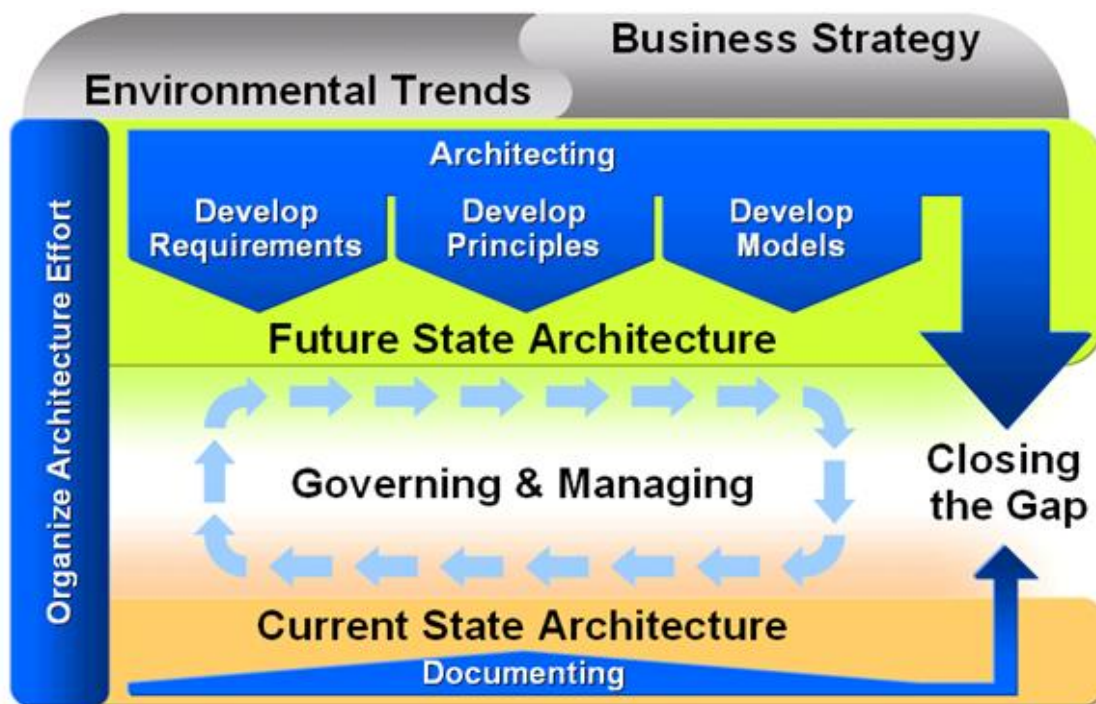 Business Strategy
Environmental Trends
Organize Architecture Effort
Architecting
Develop
Requirements
Develop
Principles
Develop
Models
Future State Architecture
Governing & Managing
Closing
the Gap
Current State Architecture
Documenting